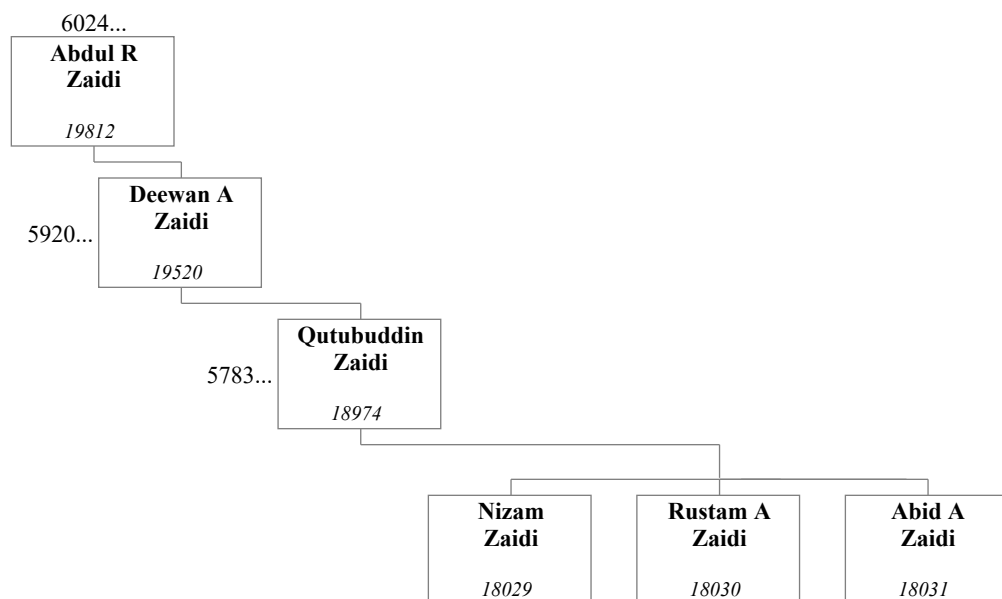 6024...
Abdul R
Zaidi
19812
Deewan A
Zaidi
5920...
19520
Qutubuddin
Zaidi
5783...
18974
Nizam
Zaidi
18029
Rustam A
Zaidi
18030
Abid A
Zaidi
18031